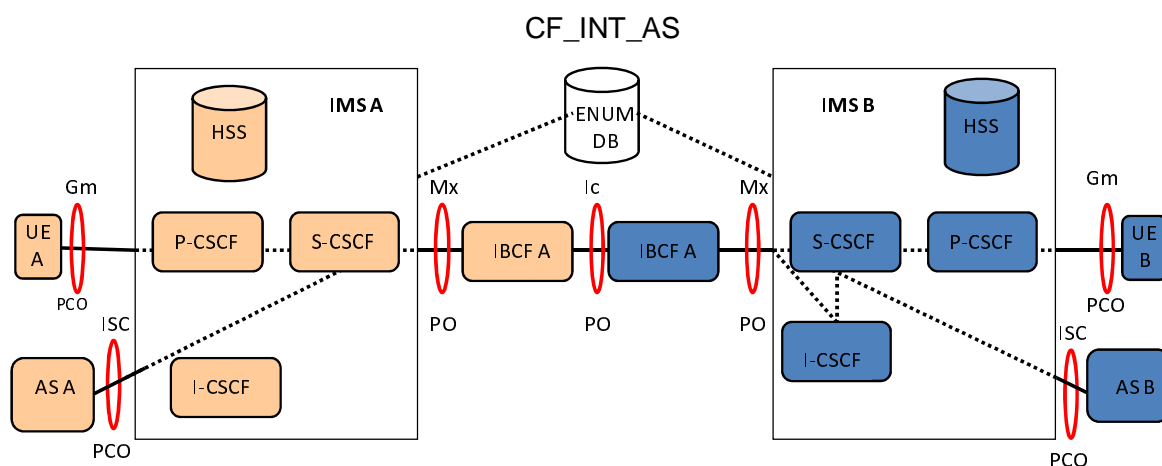 CF_INT_AS
IMS A
HSS
ENUM
DB
IMS B
HSS
Gm
Mx
Ic
Mx
Gm
UE
A
P-CSCF
S-CSCF
IBCF A
IBCF A
S-CSCF
P-CSCF
UE
B
PCO
PO
PO
PO
PCO
ISC
ISC
AS A
I-CSCF
I-CSCF
AS B
PCO
PCO